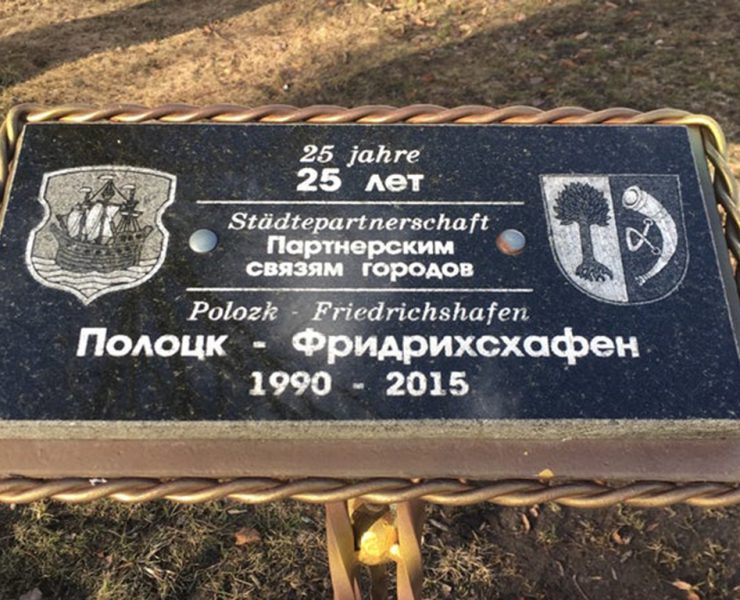 25 jahre
25 лет
Städtepartnerschaft
Партнерским
связям городов
Polozk - Friedrichshafen
Полоцк - Фридрихсхафен
1990 - 2015